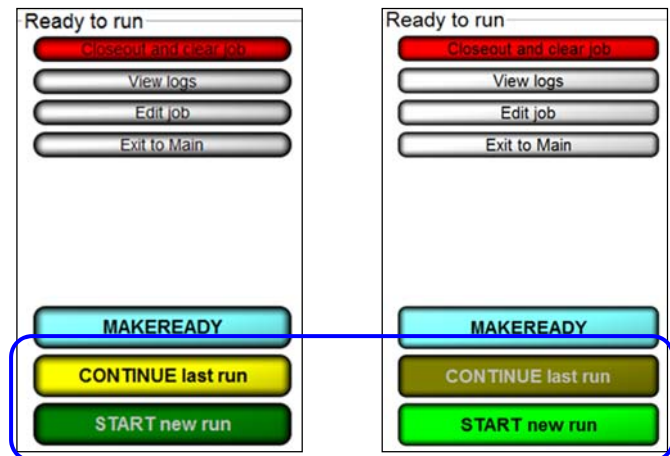 Ready to run
Closeout and clear job
View logs
Edit job
Exit to Main
MAKEREADY
CONTINUE last run
START new run
Ready to run
Closeout and clear job
View logs
Edit job
Exit to Main
MAKEREADY
CONTINUE last run
START new run